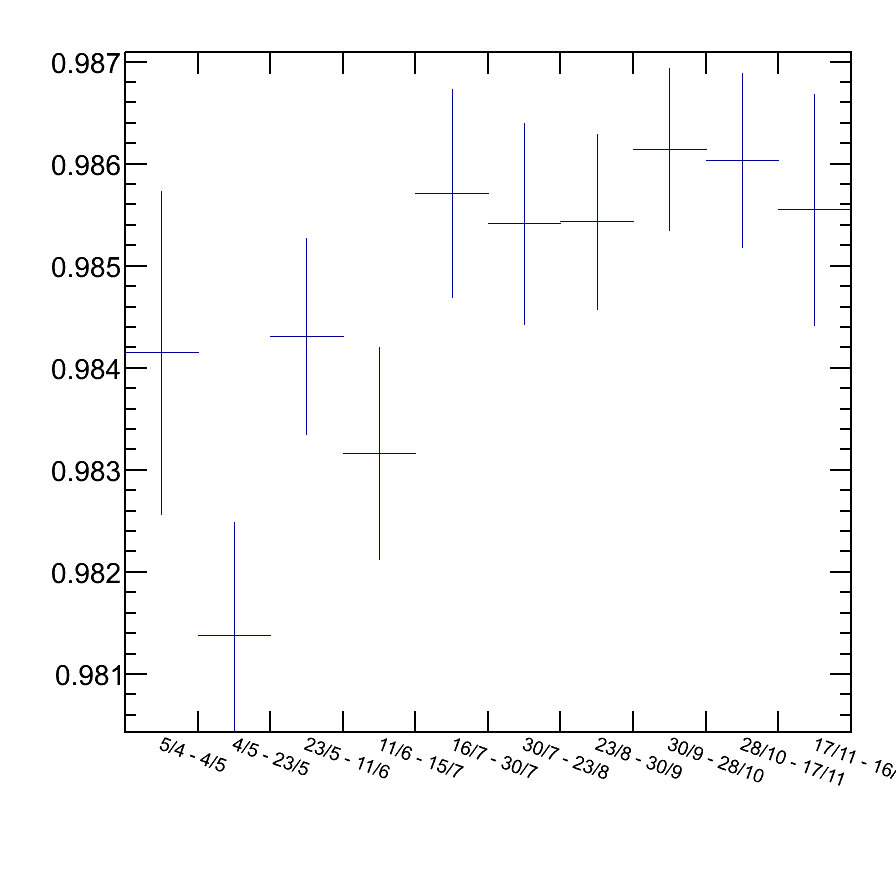 0.987
0.986
0.985
0.984
0.983
0.982
0.981
5/4 - 4/5
4/5 - 23/5
23/5 - 11/6
11/6 - 15/7
16/7 - 30/7
30/7 - 23/8
23/8 - 30/9
30/9 - 28/10
28/10 - 17/11
17/11 - 16/